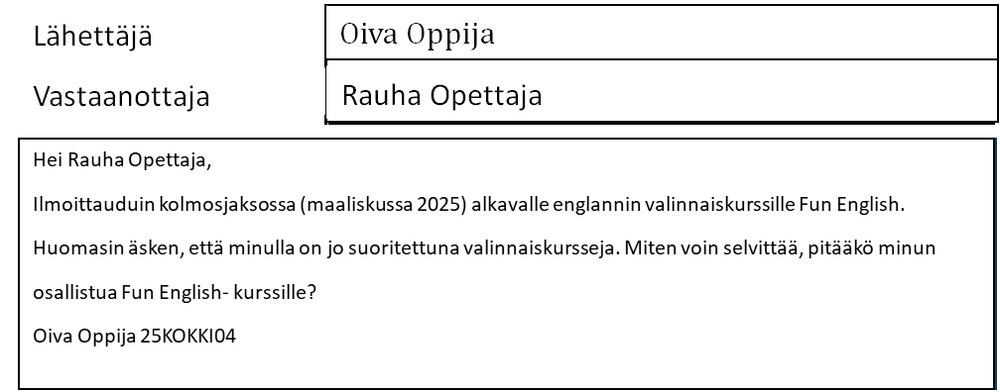 Lähettäjä Oiva Oppija
Vastaanottaja Rauha Opettaja
Hei Rauha Opettaja,
Ilmoittauduin kolmosjaksossa (maaliskussa 2025) alkavalle englannin valinnaiskurssille Fun English.
Huomasin äsken, että minulla on jo suoritettuna valinnaiskursseja. Miten voin selvittää, pitääkö minun
osallistua Fun English- kurssille?
Oiva Oppija 25KOKKI04